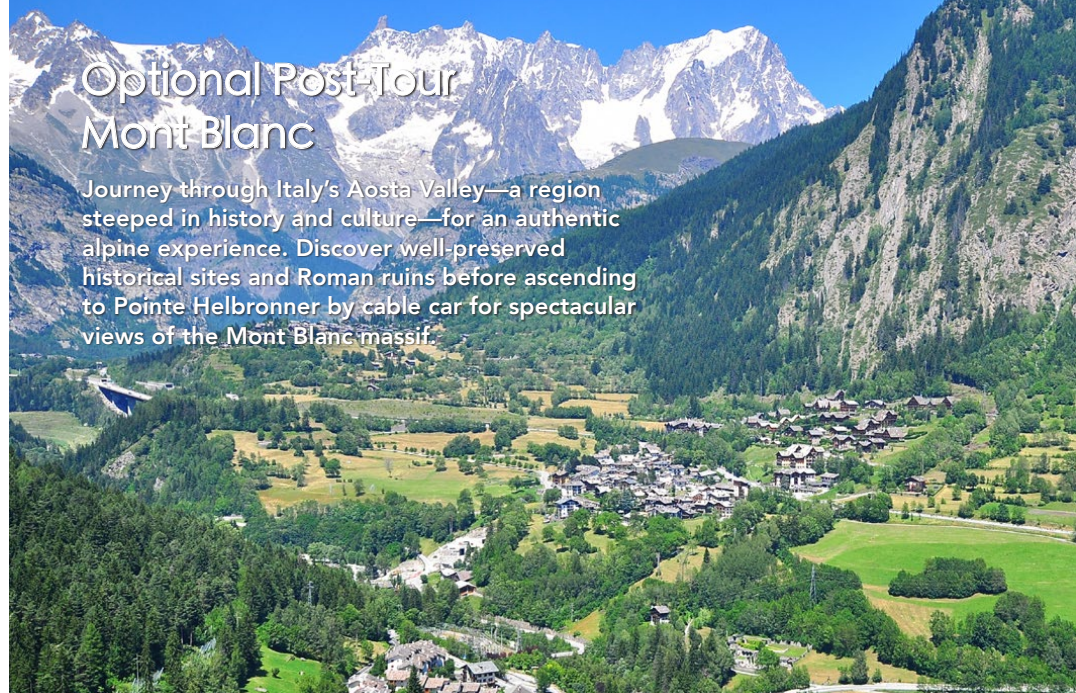 Optional Post-Tour
Mont Blanc
Journey through Italy’s Aosta Valley—a region
steeped in history and culture—for an authentic
alpine experience. Discover well-preserved
historical sites and Roman ruins before ascending
to Pointe Helbronner by cable car for spectacular
views of the Mont Blanc massif.